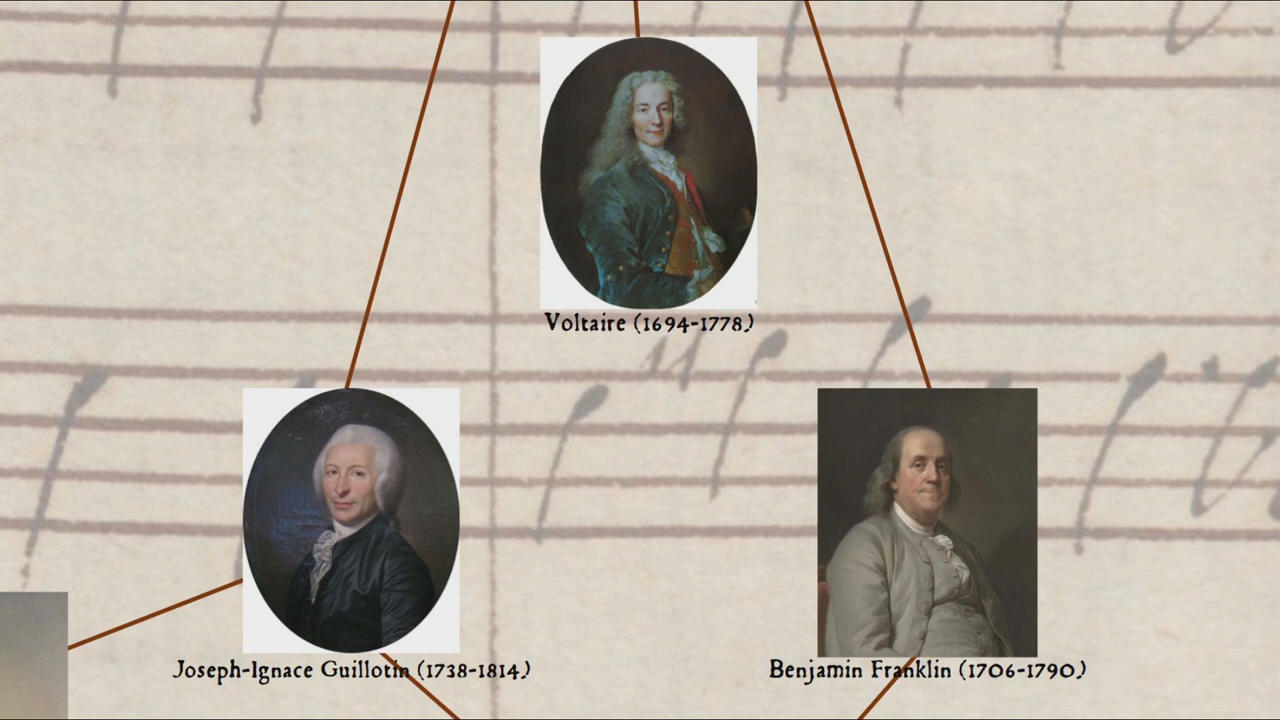 Voltaire (1694-1778)
Joseph-Ignace Guillotin (1738-1814)
Benjamin Franklin (1706-1790)